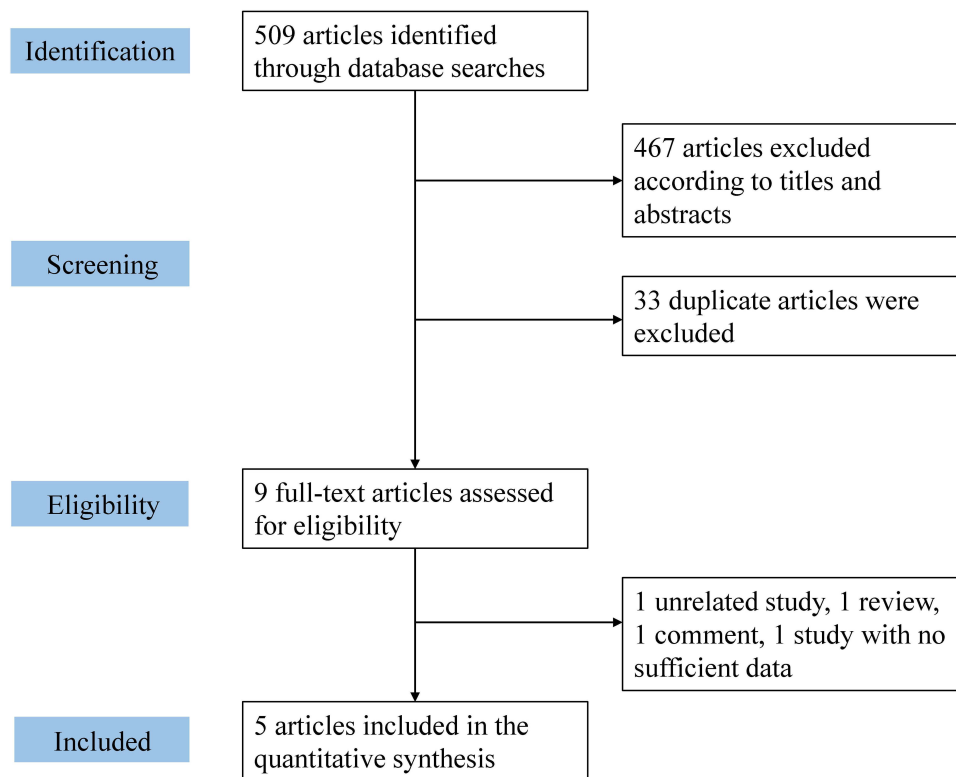 Identification
509 articles identified
through database searches
467 articles excluded
according to titles and
abstracts
Screening
33 duplicate articles were
excluded
Eligibility
9 full-text articles assessed
for eligibility
1 unrelated study, 1 review,
1 comment, 1 study with no
sufficient data
Included
5 articles included in the
quantitative synthesis